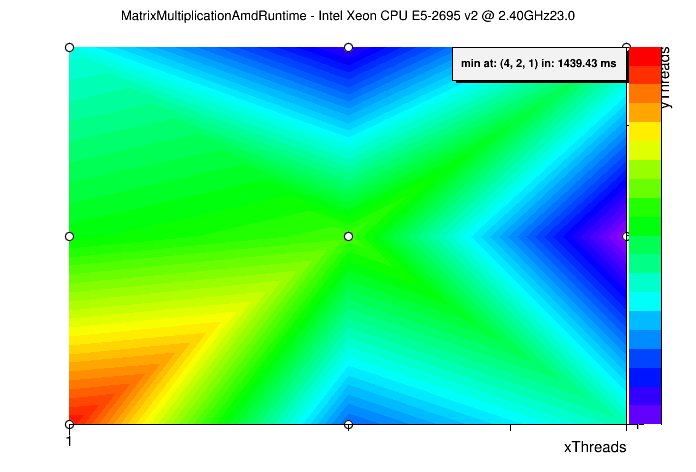 MatrixMultiplicationAmdRuntime - Intel Xeon CPU E5-2695 v2 @ 2.40GHz23.0
min at: (4, 2, 1) in: 1439.43 ms
yThreads
1
xThreads